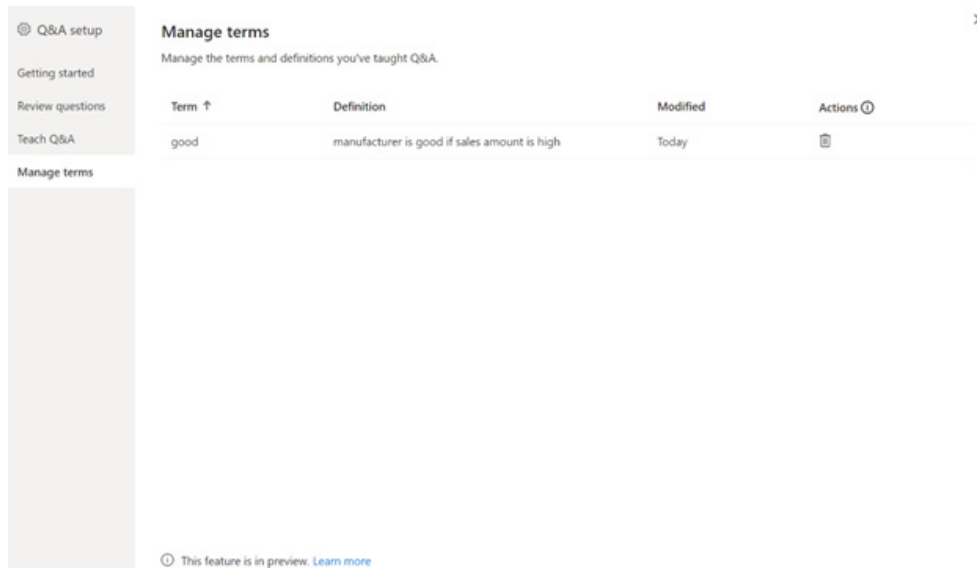 Q&A setup
Getting started
Review questions
Teach Q&A
Manage terms
Manage terms
Manage the terms and definitions you've taught Q&A.
Term ↑ Definition Modified Actions
good manufacturer is good if sales amount is high Today
This feature is in preview. Learn more